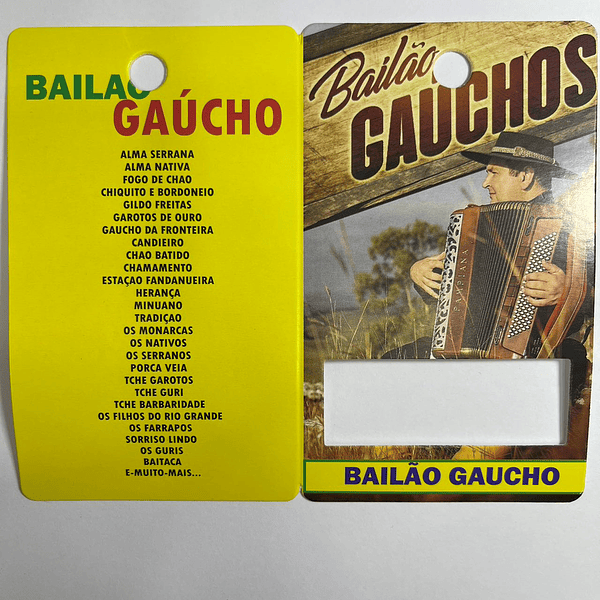 BAILAO
GAÚCHO
ALMA SERRANA
ALMA NATIVA
FOGO DE CHAO
CHIQUITO E BORDONEIO
GILDO FREITAS
GAROTOS DE OURO
GAUCHO DA FRONTEIRA
CANDIEIRO
CHAO BATIDO
CHAMAMENTO
ESTAÇAO FANDANUEIRA
HERANÇA
MINUANO
TRADIÇAO
OS MONARCAS
OS NATIVOS
OS SERRANOS
PORCA VEIA
TCHE GAROTOS
TCHE GURI
TCHE BARBARIDADE
OS FILHOS DO RIO GRANDE
OS FARRAPOS
SORRISO LINDO
OS GURIS
BAITACA
E-MUITO-MAIS...
Bailão
GAÚCHOS
BAILÃO GAUCHO